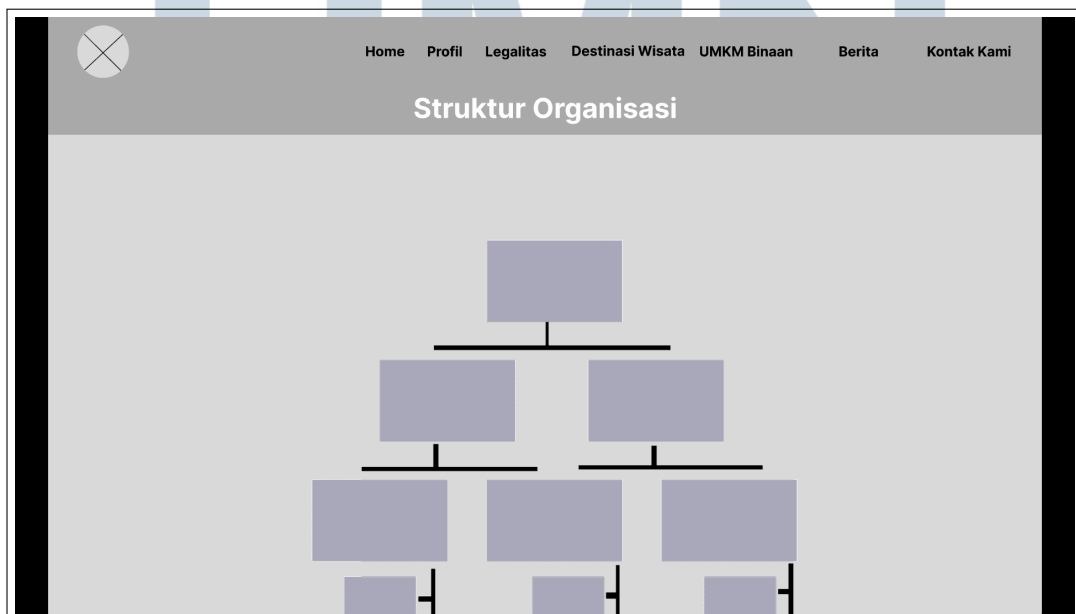 Home Profil Legalitas Destinasi Wisata UMKM Binaan Berita Kontak Kami
Struktur Organisasi